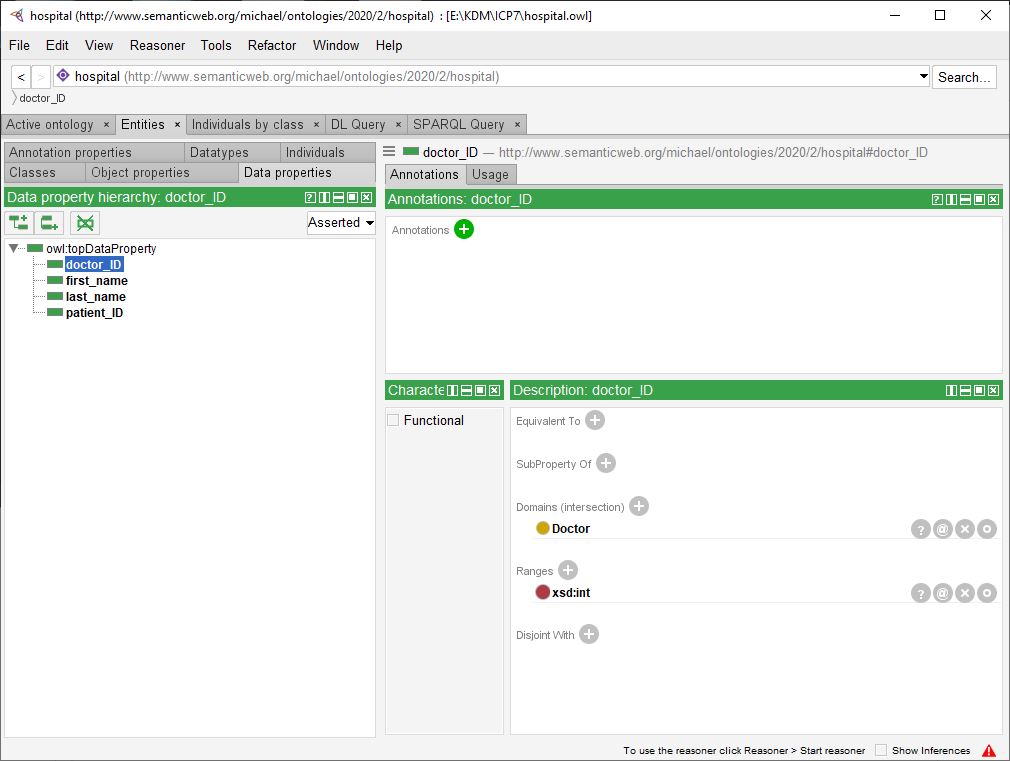 hospital (http://www.semanticweb.org/michael/ontologies/2020/2/hospital) : [E:\KDM\ICP7\hospital.owl]
File Edit View Reasoner Tools Refactor Window Help
< > hospital (http://www.semanticweb.org/michael/ontologies/2020/2/hospital) Search...
doctor_ID
Active ontology × Entities × Individuals by class × DL Query × SPARQL Query ×
Annotation properties Datatypes Individuals
Classes Object properties Data properties
Data property hierarchy: doctor_ID
Asserted
owl:topDataProperty
doctor_ID
first_name
last_name
patient_ID
doctor_ID — http://www.semanticweb.org/michael/ontologies/2020/2/hospital#doctor_ID
Annotations Usage
Annotations: doctor_ID
Annotations
Characte
Functional
Description: doctor_ID
Equivalent To
SubProperty Of
Domains (intersection)
Doctor
Ranges
xsd:int
Disjoint With
To use the reasoner click Reasoner > Start reasoner Show Inferences